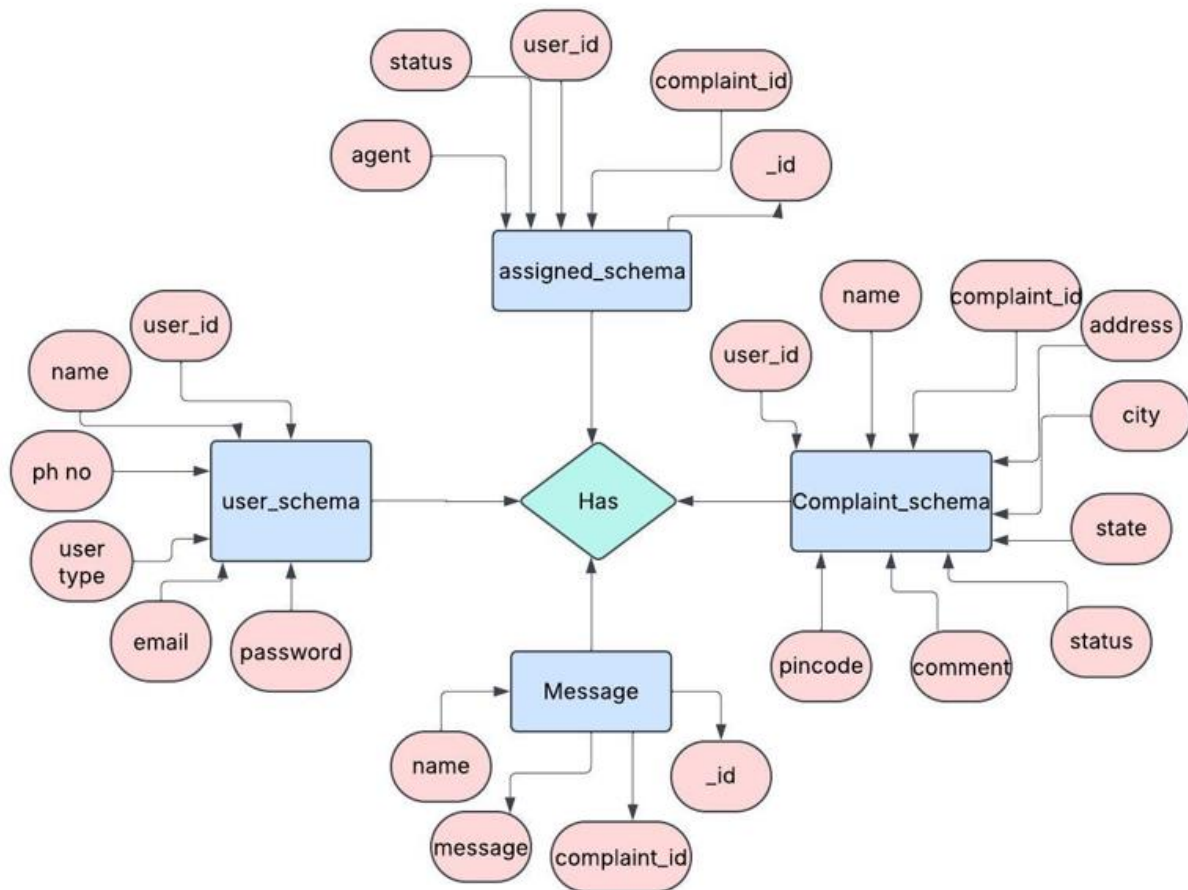 user_id
status
complaint_id
agent
_id
assigned_schema
name
complaint_id
user_id
address
name
user_id
city
ph no
user_schema
Has
Complaint_schema
state
user
type
email
password
pincode
comment
status
Message
name
_id
message
complaint_id